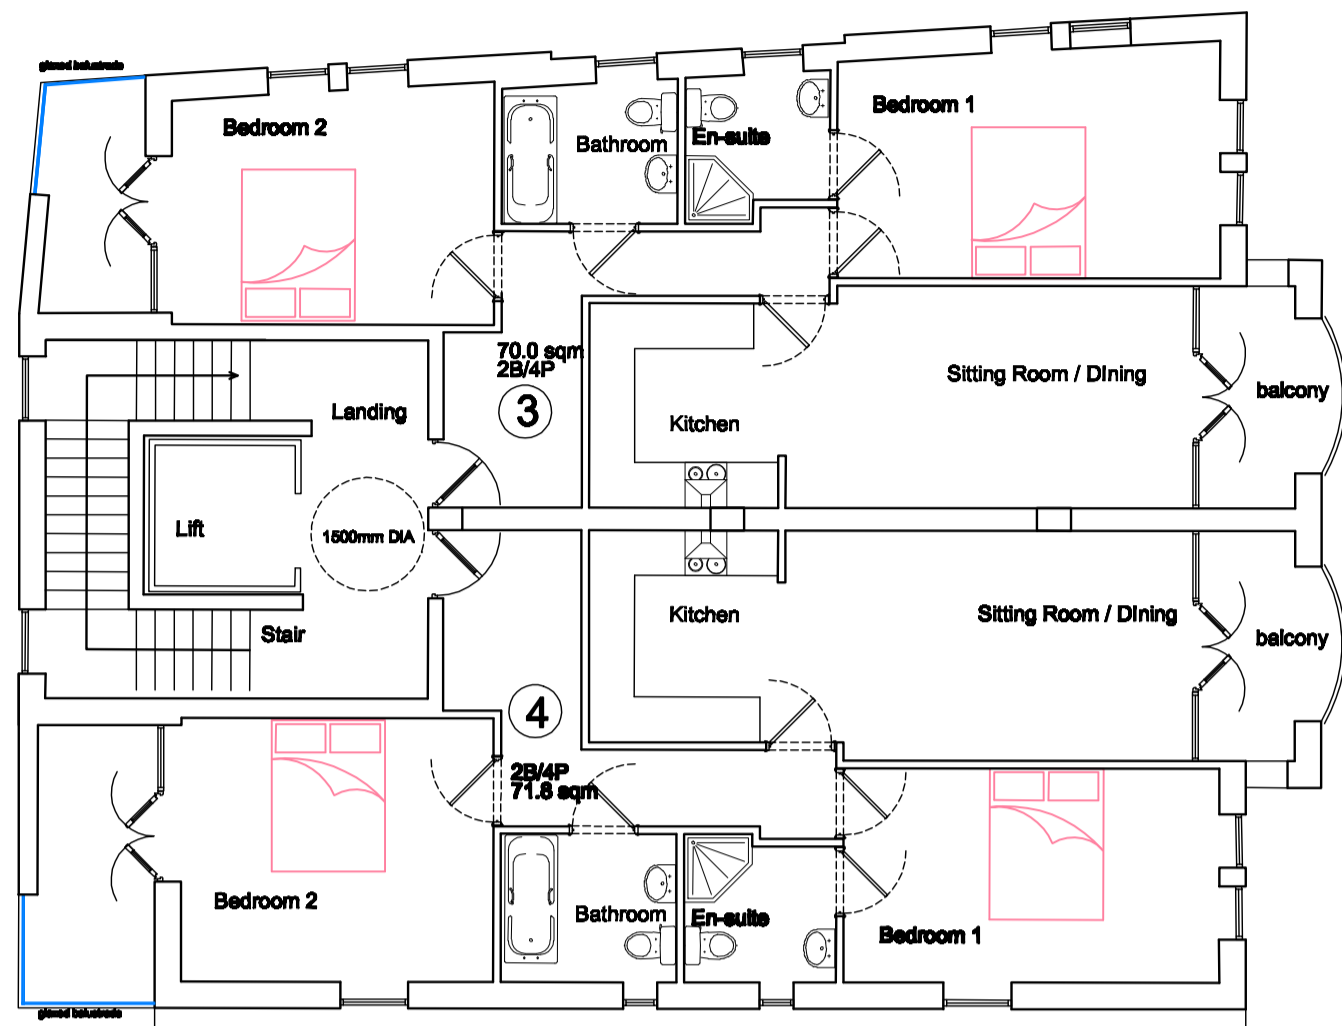 glazed balustrade
Bedroom 2
Bathroom
En-suite
Bedroom 1
70.0 sqm
2B/4P
3
Landing
Kitchen
Sitting Room / DIning
balcony
Lift
1500mm DIA
Stair
Kitchen
Sitting Room / DIning
balcony
4
2B/4P
71.8 sqm
Bedroom 2
Bathroom
En-suite
Bedroom 1
glazed balustrade